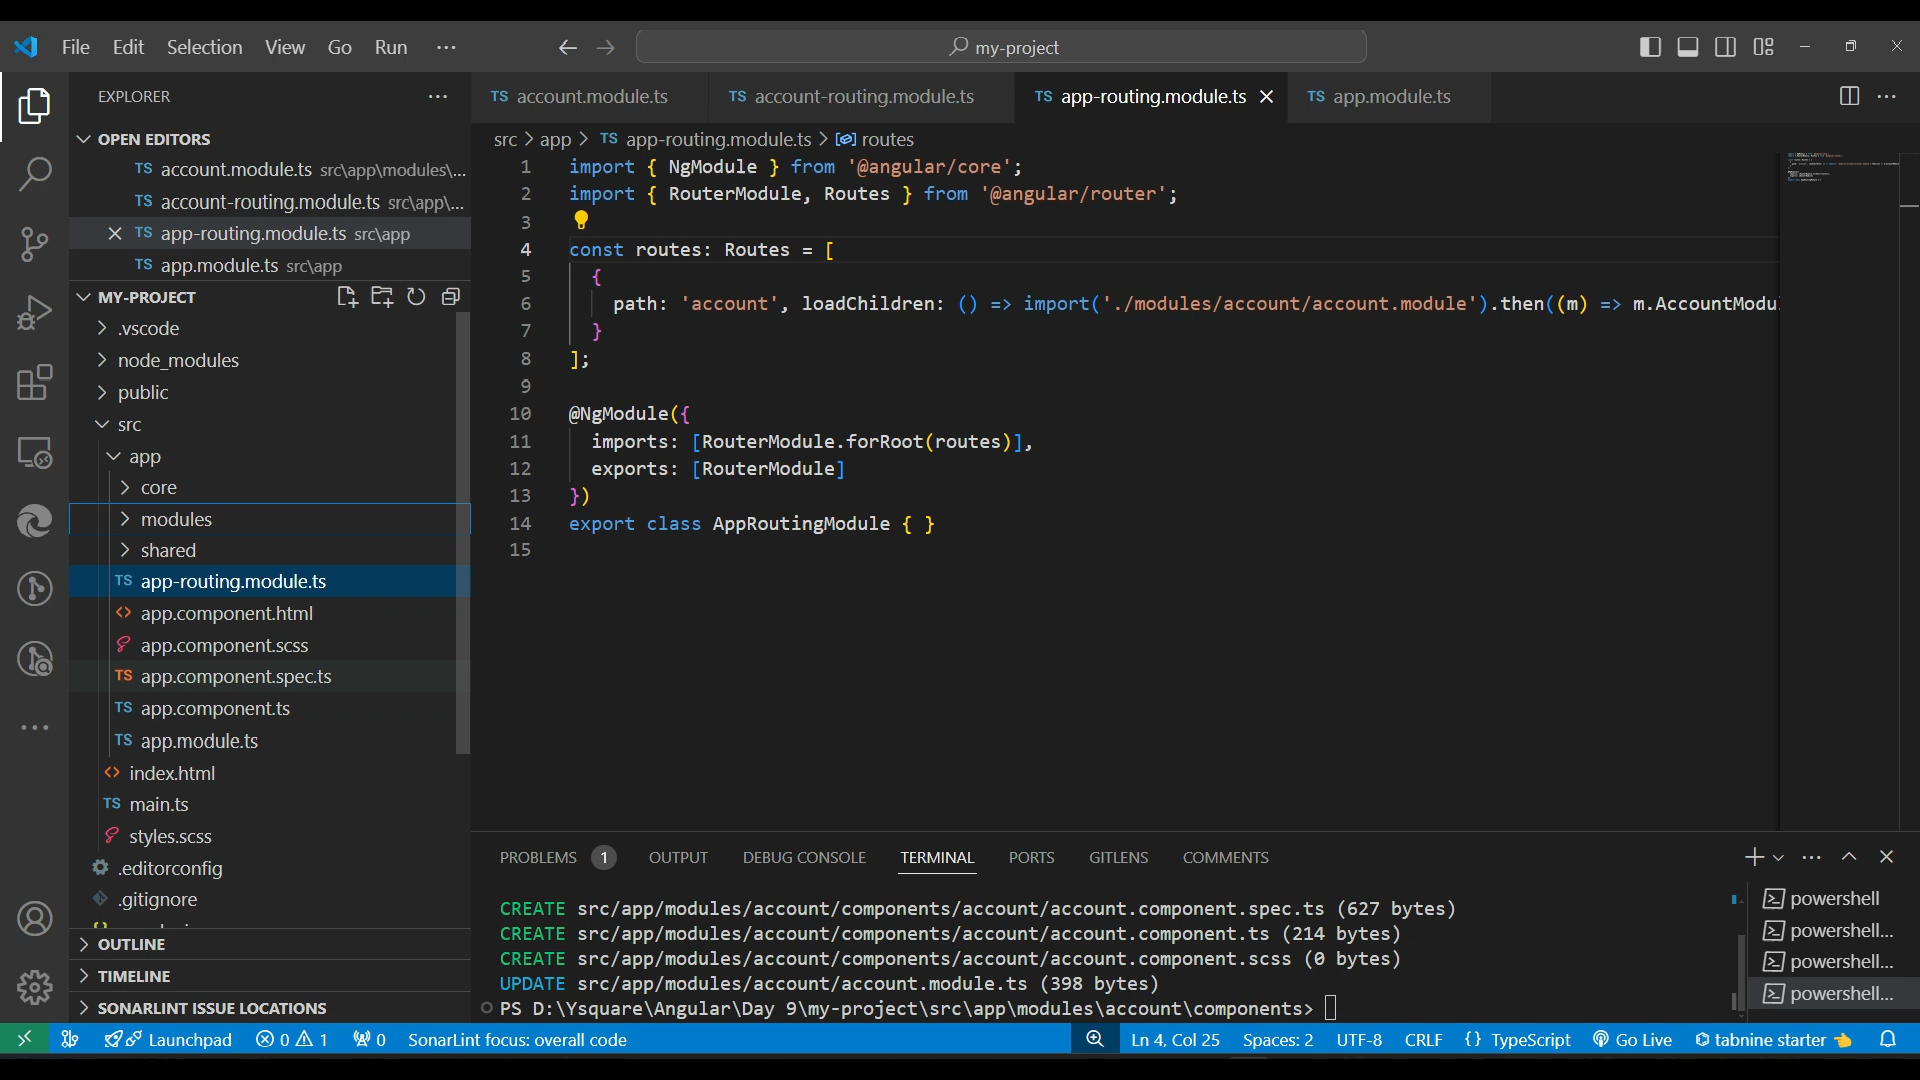 File Edit Selection View Go Run ···
my-project
EXPLORER ···
OPEN EDITORS
TS account.module.ts src\app\modules\...
TS account-routing.module.ts src\app\...
TS app-routing.module.ts src\app
TS app.module.ts src\app
MY-PROJECT
.vscode
node_modules
public
src
app
core
modules
shared
TS app-routing.module.ts
<> app.component.html
app.component.scss
TS app.component.spec.ts
TS app.component.ts
TS app.module.ts
<> index.html
TS main.ts
styles.scss
.editorconfig
.gitignore
OUTLINE
TIMELINE
SONARLINT ISSUE LOCATIONS
TS account.module.ts TS account-routing.module.ts TS app-routing.module.ts TS app.module.ts
src > app > TS app-routing.module.ts > routes
1 import { NgModule } from '@angular/core';
2 import { RouterModule, Routes } from '@angular/router';
3
4 const routes: Routes = [
5 {
6 path: 'account', loadChildren: () => import('./modules/account/account.module').then((m) => m.AccountModu
7 }
8 ];
9
10 @NgModule({
11 imports: [RouterModule.forRoot(routes)],
12 exports: [RouterModule]
13 })
14 export class AppRoutingModule { }
15
PROBLEMS 1 OUTPUT DEBUG CONSOLE TERMINAL PORTS GITLENS COMMENTS
CREATE src/app/modules/account/components/account/account.component.spec.ts (627 bytes)
CREATE src/app/modules/account/components/account/account.component.ts (214 bytes)
CREATE src/app/modules/account/components/account/account.component.scss (0 bytes)
UPDATE src/app/modules/account/account.module.ts (398 bytes)
PS D:\Ysquare\Angular\Day 9\my-project\src\app\modules\account\components>
powershell
powershell...
powershell...
powershell...
Launchpad 0 1 0 SonarLint focus: overall code Ln 4, Col 25 Spaces: 2 UTF-8 CRLF {} TypeScript Go Live tabnine starter